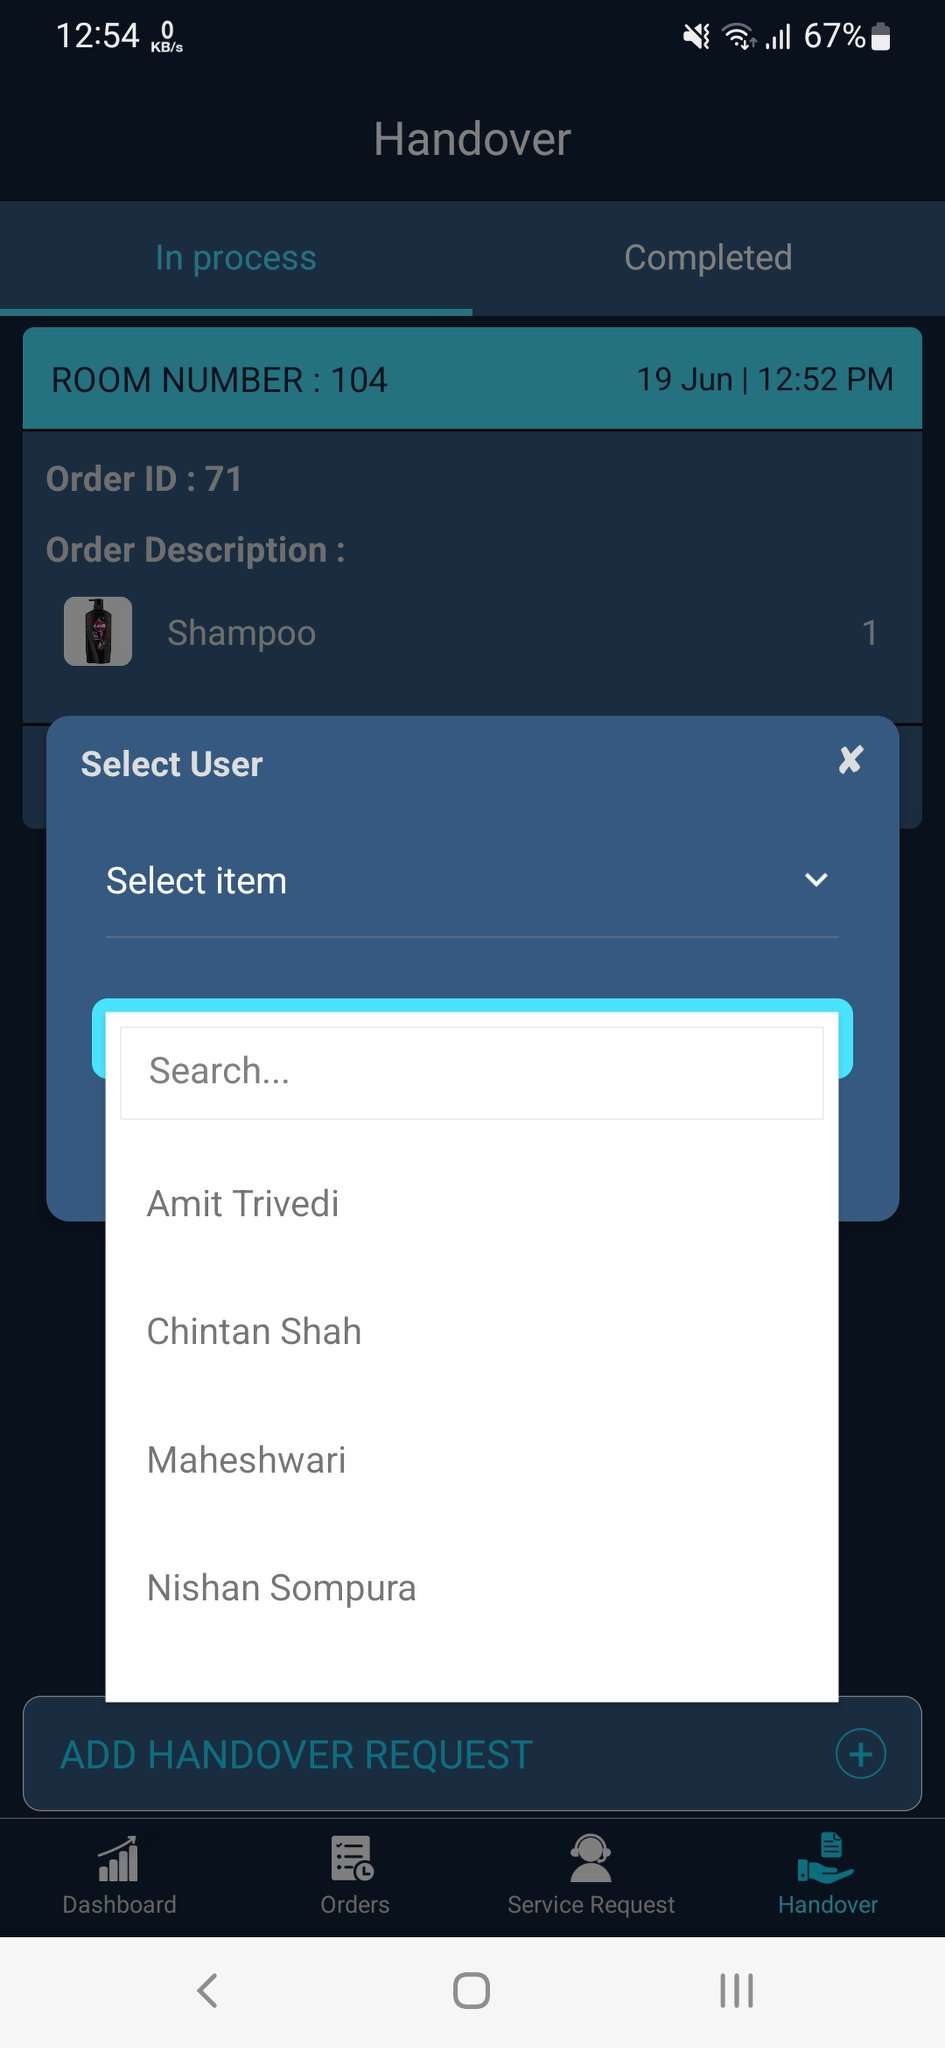 12:54 0 KB/s 67%
Handover
In process Completed
ROOM NUMBER : 104 19 Jun | 12:52 PM
Order ID : 71
Order Description :
Shampoo 1
Select User ✘
Select item
Search...
Amit Trivedi
Chintan Shah
Maheshwari
Nishan Sompura
ADD HANDOVER REQUEST
Dashboard Orders Service Request Handover